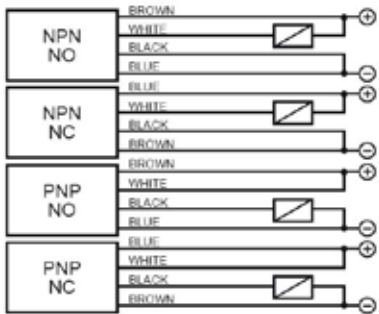 NPN
NO
BROWN
WHITE
BLACK
BLUE
+
−
NPN
NC
BLUE
WHITE
BLACK
BROWN
+
−
PNP
NO
BROWN
WHITE
BLACK
BLUE
+
−
PNP
NC
BLUE
WHITE
BLACK
BROWN
+
−